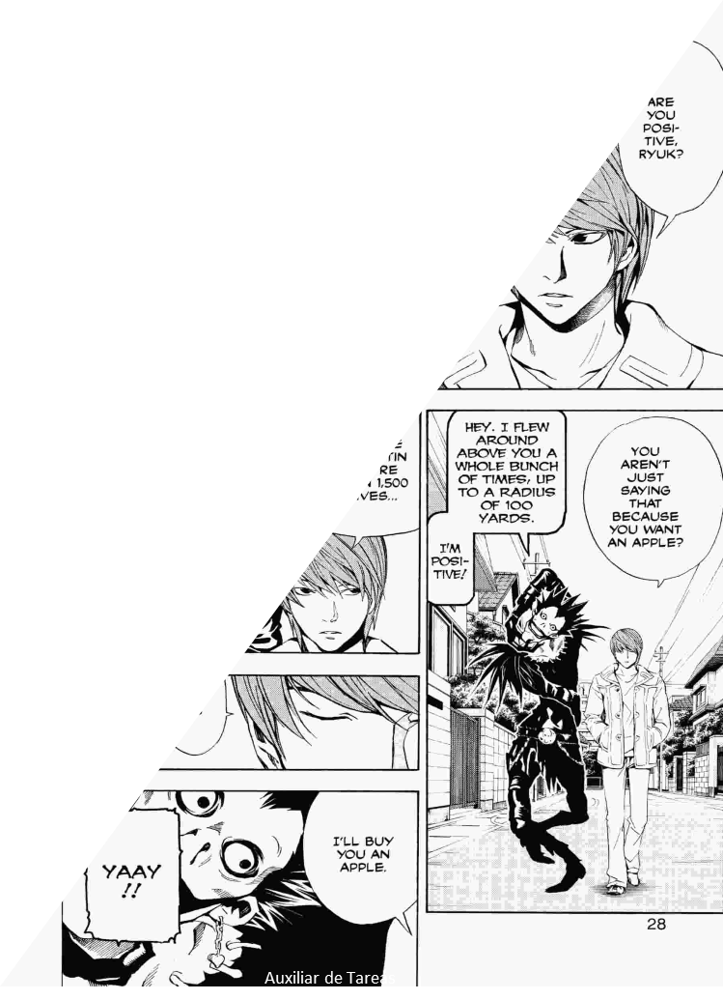 ARE
YOU
POSI-
TIVE,
RYUK?
YOU
AREN'T
JUST
SAYING
THAT
BECAUSE
YOU WANT
AN APPLE?
HEY. I FLEW
AROUND
ABOVE YOU A
WHOLE BUNCH
OF TIMES, UP
TO A RADIUS
OF 100
YARDS.
I'M
POSI-
TIVE!
1,500
I'LL BUY
YOU AN
APPLE.
YAAY
!!
28
Auxiliar de Tareas